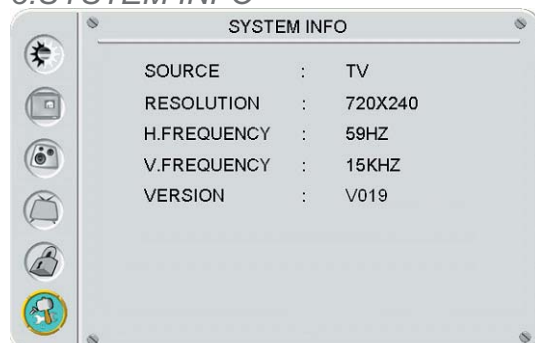 SYSTEM INFO
SOURCE : TV
RESOLUTION : 720X240
H.FREQUENCY : 59HZ
V.FREQUENCY : 15KHZ
VERSION : V019